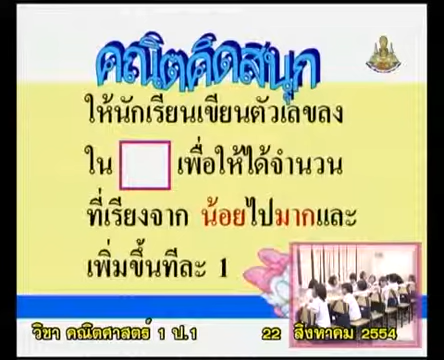 คณิตคิดสนุก
ให้นักเรียนเขียนตัวเลขลง
ใน เพื่อให้ได้จำนวน
ที่เรียงจาก น้อยไปมากและ
เพิ่มขึ้นทีละ 1
วิชา คณิตศาสตร์ 1 ป.1 22 สิงหาคม 2554